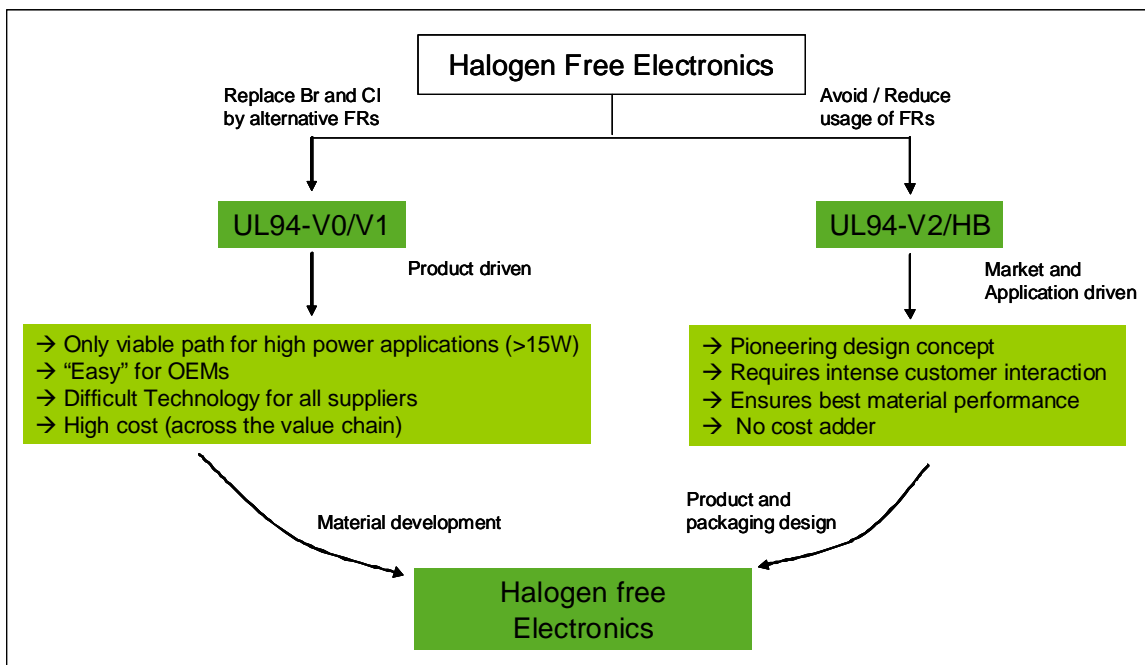 Halogen Free Electronics
Replace Br and Cl
by alternative FRs
Avoid / Reduce
usage of FRs
UL94-V0/V1
UL94-V2/HB
Product driven
Market and
Application driven
→ Only viable path for high power applications (>15W)
→ “Easy” for OEMs
→ Difficult Technology for all suppliers
→ High cost (across the value chain)
→ Pioneering design concept
→ Requires intense customer interaction
→ Ensures best material performance
→ No cost adder
Material development
Product and
packaging design
Halogen free
Electronics